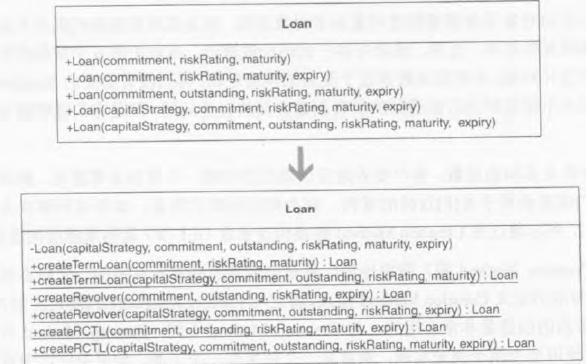 Loan
+Loan(commitment, riskRating, maturity)
+Loan(commitment, riskRating, maturity, expiry)
+Loan(commitment, outstanding, riskRating, maturity, expiry)
+Loan(capitalStrategy, commitment, riskRating, maturity, expiry)
+Loan(capitalStrategy, commitment, outstanding, riskRating, maturity, expiry)
Loan
-Loan(capitalStrategy, commitment, outstanding, riskRating, maturity, expiry)
+createTermLoan(commitment, riskRating, maturity) : Loan
+createTermLoan(capitalStrategy, commitment, outstanding, riskRating, maturity) : Loan
+createRevolver(commitment, outstanding, riskRating, expiry) : Loan
+createRevolver(capitalStrategy, commitment, outstanding, riskRating, expiry) : Loan
+createRCTL(commitment, outstanding, riskRating, maturity, expiry) : Loan
+createRCTL(capitalStrategy, commitment, outstanding, riskRating, maturity, expiry) : Loan